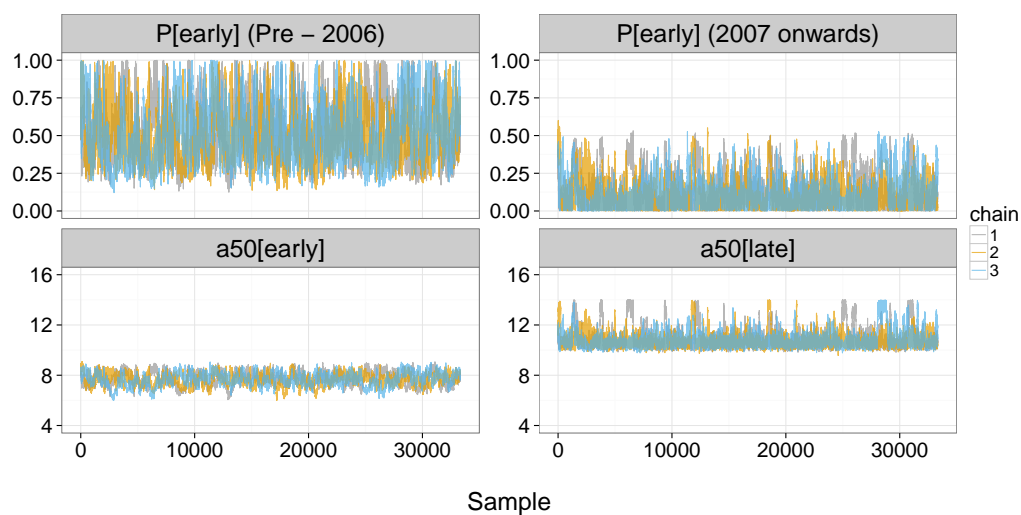 P[early] (Pre − 2006)
P[early] (2007 onwards)
1.00
0.75
0.50
0.25
0.00
1.00
0.75
0.50
0.25
0.00
a50[early]
a50[late]
16
12
8
4
16
12
8
4
0 10000 20000 30000
0 10000 20000 30000
Sample
chain
1
2
3